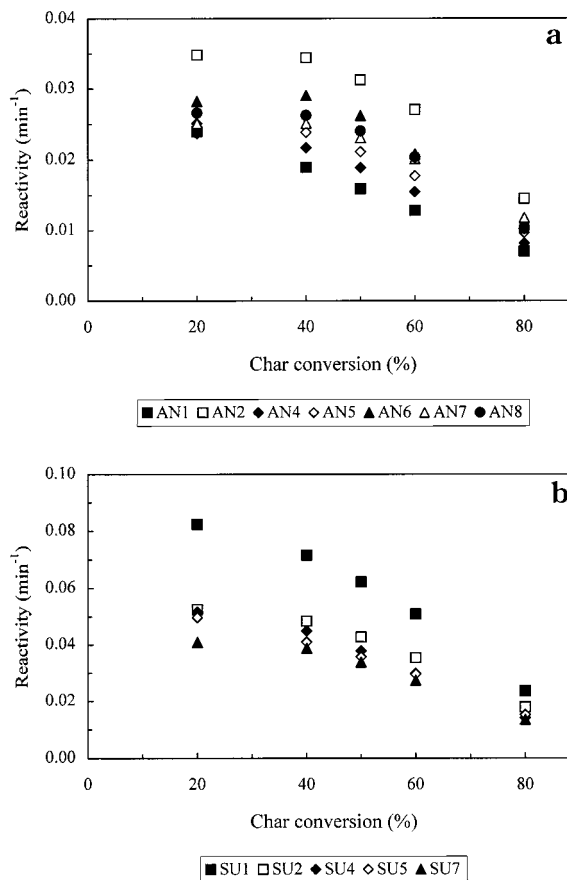 a
0.04
0.03
0.02
0.01
0.00
Reactivity (min⁻¹)
0 20 40 60 80
Char conversion (%)
AN1 AN2 AN4 AN5 AN6 AN7 AN8
b
0.10
0.08
0.06
0.04
0.02
0.00
Reactivity (min⁻¹)
0 20 40 60 80
Char conversion (%)
SU1 SU2 SU4 SU5 SU7